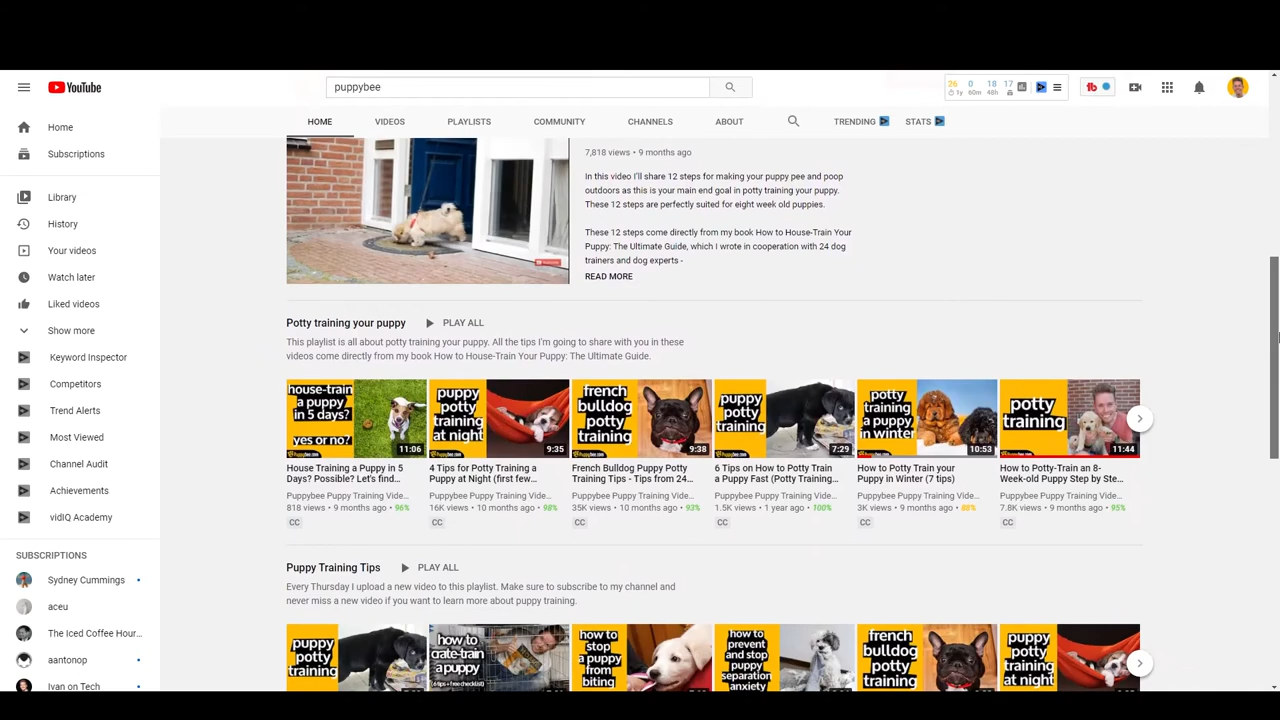 YouTube
puppybee
26 0 18 17
1y 60m 48h
tb
HOME VIDEOS PLAYLISTS COMMUNITY CHANNELS ABOUT TRENDING STATS
Home
Subscriptions
Library
History
Your videos
Watch later
Liked videos
Show more
Keyword Inspector
Competitors
Trend Alerts
Most Viewed
Channel Audit
Achievements
vidIQ Academy
SUBSCRIPTIONS
Sydney Cummings
aceu
The Iced Coffee Hour...
aantonop
Ivan on Tech
7,818 views • 9 months ago
In this video I'll share 12 steps for making your puppy pee and poop
outdoors as this is your main end goal in potty training your puppy.
These 12 steps are perfectly suited for eight week old puppies.
These 12 steps come directly from my book How to House-Train Your
Puppy: The Ultimate Guide, which I wrote in cooperation with 24 dog
trainers and dog experts -
READ MORE
Potty training your puppy PLAY ALL
This playlist is all about potty training your puppy. All the tips I'm going to share with you in these
videos come directly from my book How to House-Train Your Puppy: The Ultimate Guide.
house-train
a puppy
in 5 days?
yes or no?
11:06
House Training a Puppy in 5
Days? Possible? Let's find...
Puppybee Puppy Training Vide...
818 views • 9 months ago 96%
CC
puppy
potty
training
at night
9:35
4 Tips for Potty Training a
Puppy at Night (first few...
Puppybee Puppy Training Vide...
16K views • 10 months ago 98%
CC
french
bulldog
potty
training
9:38
French Bulldog Puppy Potty
Training Tips - Tips from 24...
Puppybee Puppy Training Vide...
35K views • 10 months ago 93%
CC
puppy
potty
training
7:29
6 Tips on How to Potty Train
a Puppy Fast (Potty Training...
Puppybee Puppy Training Vide...
1.5K views • 1 year ago 100%
CC
potty
training
a puppy
in winter
10:53
How to Potty Train your
Puppy in Winter (7 tips)
Puppybee Puppy Training Vide...
3K views • 9 months ago 88%
CC
potty
training
11:44
How to Potty-Train an 8-
Week-old Puppy Step by Ste...
Puppybee Puppy Training Vide...
7.8K views • 9 months ago 95%
CC
Puppy Training Tips PLAY ALL
Every Thursday I upload a new video to this playlist. Make sure to subscribe to my channel and
never miss a new video if you want to learn more about puppy training.
puppy
potty
training
how to
crate-train
a puppy
(6 tips + free checklist)
how to
stop
a puppy
from
biting
how to
prevent
and stop
puppy
separation
anxiety
french
bulldog
potty
training
puppy
potty
training
at night